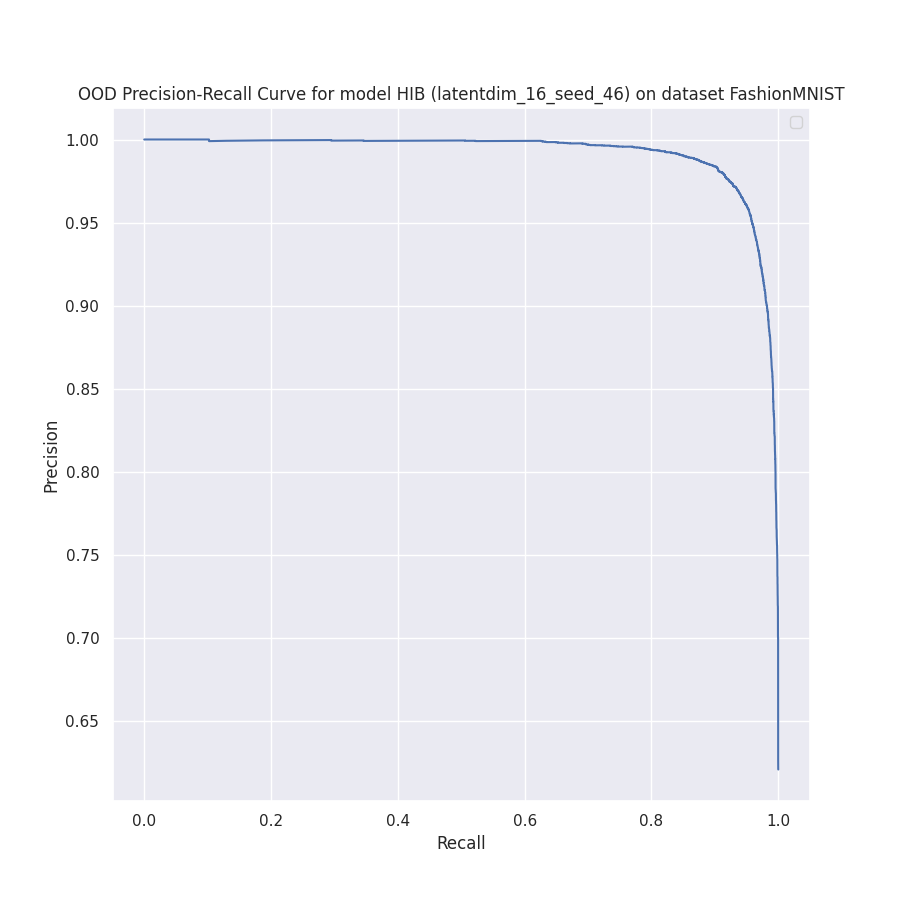 OOD Precision-Recall Curve for model HIB (latentdim_16_seed_46) on dataset FashionMNIST
1.00
0.95
0.90
0.85
0.80
0.75
0.70
0.65
Precision
0.0 0.2 0.4 0.6 0.8 1.0
Recall